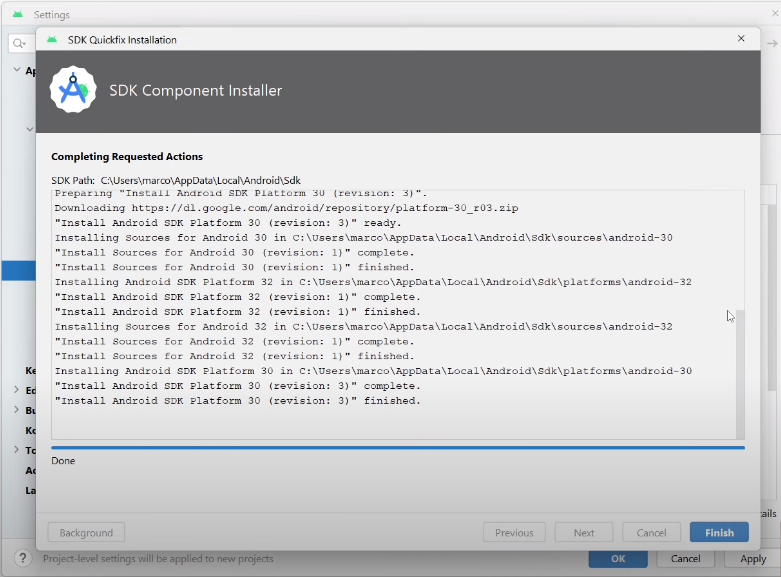 Settings
SDK Quickfix Installation
SDK Component Installer
Completing Requested Actions
SDK Path: C:\Users\marco\AppData\Local\Android\Sdk
Preparing "Install Android SDK Platform 30 (revision: 3)".
Downloading https://dl.google.com/android/repository/platform-30_r03.zip
"Install Android SDK Platform 30 (revision: 3)" ready.
Installing Sources for Android 30 in C:\Users\marco\AppData\Local\Android\Sdk\sources\android-30
"Install Sources for Android 30 (revision: 1)" complete.
"Install Sources for Android 30 (revision: 1)" finished.
Installing Android SDK Platform 32 in C:\Users\marco\AppData\Local\Android\Sdk\platforms\android-32
"Install Android SDK Platform 32 (revision: 1)" complete.
"Install Android SDK Platform 32 (revision: 1)" finished.
Installing Sources for Android 32 in C:\Users\marco\AppData\Local\Android\Sdk\sources\android-32
"Install Sources for Android 32 (revision: 1)" complete.
"Install Sources for Android 32 (revision: 1)" finished.
Installing Android SDK Platform 30 in C:\Users\marco\AppData\Local\Android\Sdk\platforms\android-30
"Install Android SDK Platform 30 (revision: 3)" complete.
"Install Android SDK Platform 30 (revision: 3)" finished.
Done
Background Previous Next Cancel Finish
? Project-level settings will be applied to new projects OK Cancel Apply